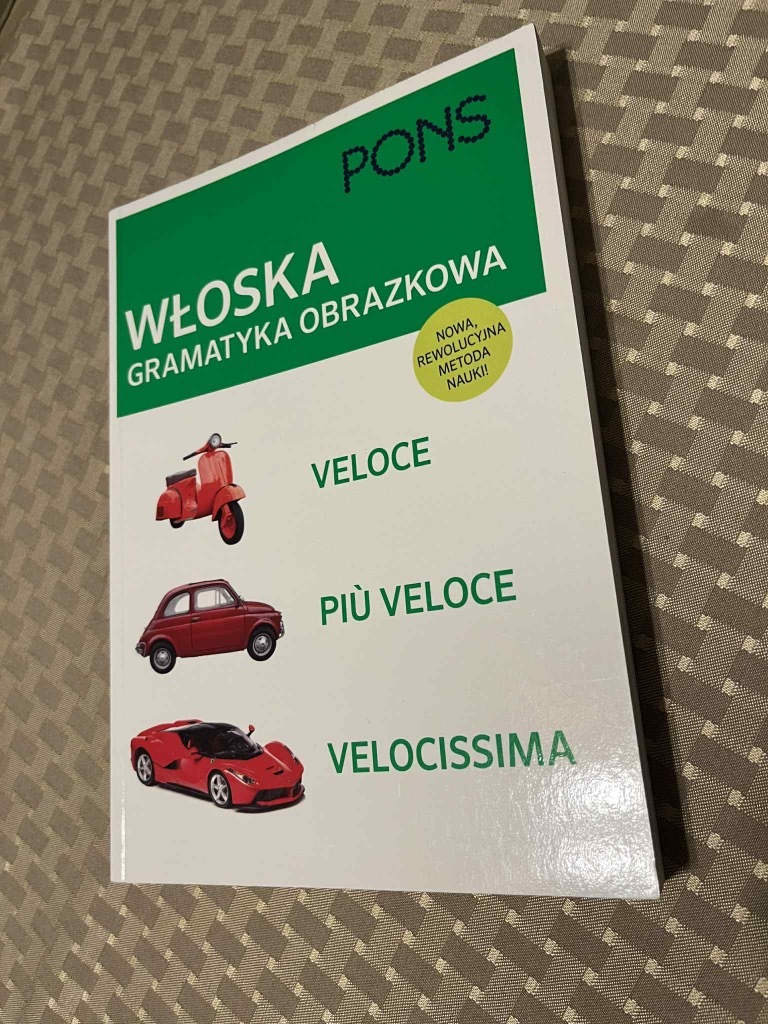 PONS
WŁOSKA
GRAMATYKA OBRAZKOWA
NOWA,
REWOLUCYJNA
METODA
NAUKI!
VELOCE
PIÙ VELOCE
VELOCISSIMA